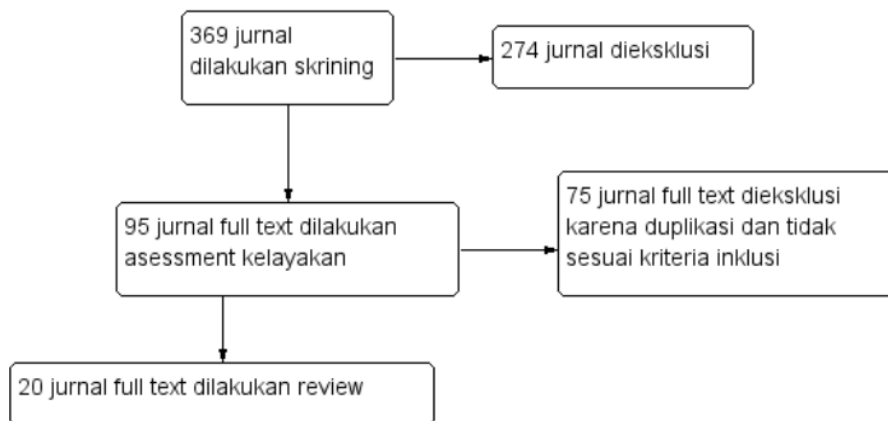 369 jurnal
dilakukan skrining
274 jurnal dieksklusi
95 jurnal full text dilakukan
asessment kelayakan
75 jurnal full text dieksklusi
karena duplikasi dan tidak
sesuai kriteria inklusi
20 jurnal full text dilakukan review